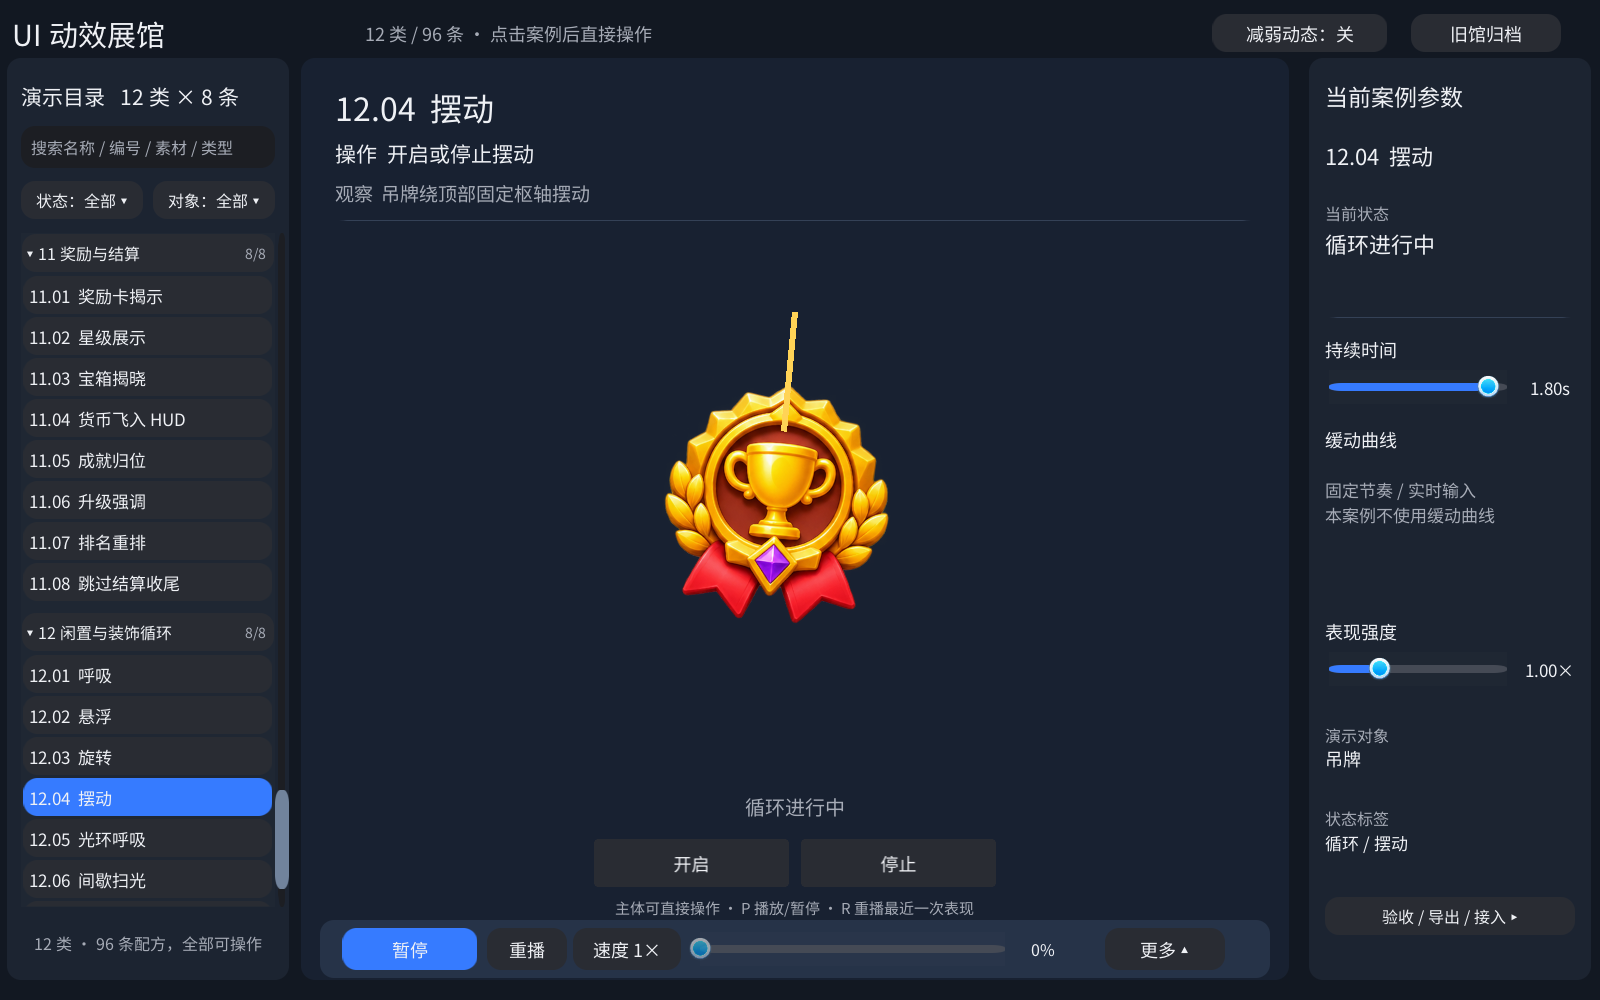 UI 动效展馆
12 类 / 96 条 · 点击案例后直接操作
减弱动态：关
旧馆归档
演示目录 12 类 × 8 条
搜索名称 / 编号 / 素材 / 类型
状态：全部 ▾
对象：全部 ▾
▾ 11 奖励与结算 8/8
11.01 奖励卡揭示
11.02 星级展示
11.03 宝箱揭晓
11.04 货币飞入 HUD
11.05 成就归位
11.06 升级强调
11.07 排名重排
11.08 跳过结算收尾
▾ 12 闲置与装饰循环 8/8
12.01 呼吸
12.02 悬浮
12.03 旋转
12.04 摆动
12.05 光环呼吸
12.06 间歇扫光
12 类 · 96 条配方，全部可操作
12.04 摆动
操作 开启或停止摆动
观察 吊牌绕顶部固定枢轴摆动
循环进行中
开启
停止
主体可直接操作 · P 播放/暂停 · R 重播最近一次表现
暂停
重播
速度 1×
0%
更多 ▴
当前案例参数
12.04 摆动
当前状态
循环进行中
持续时间
1.80s
缓动曲线
固定节奏 / 实时输入
本案例不使用缓动曲线
表现强度
1.00×
演示对象
吊牌
状态标签
循环 / 摆动
验收 / 导出 / 接入 ▸